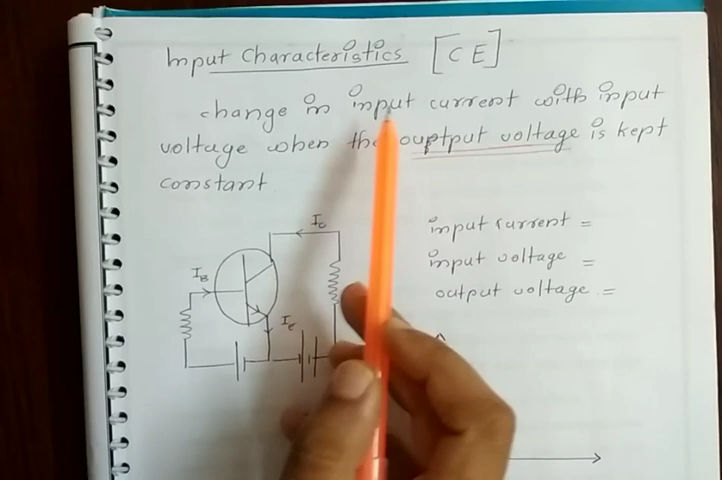 Input Characteristics [CE]
change in input current with input
voltage when the ouptput voltage is kept
constant
Ic
IB
Ie
input current =
input voltage =
output voltage =